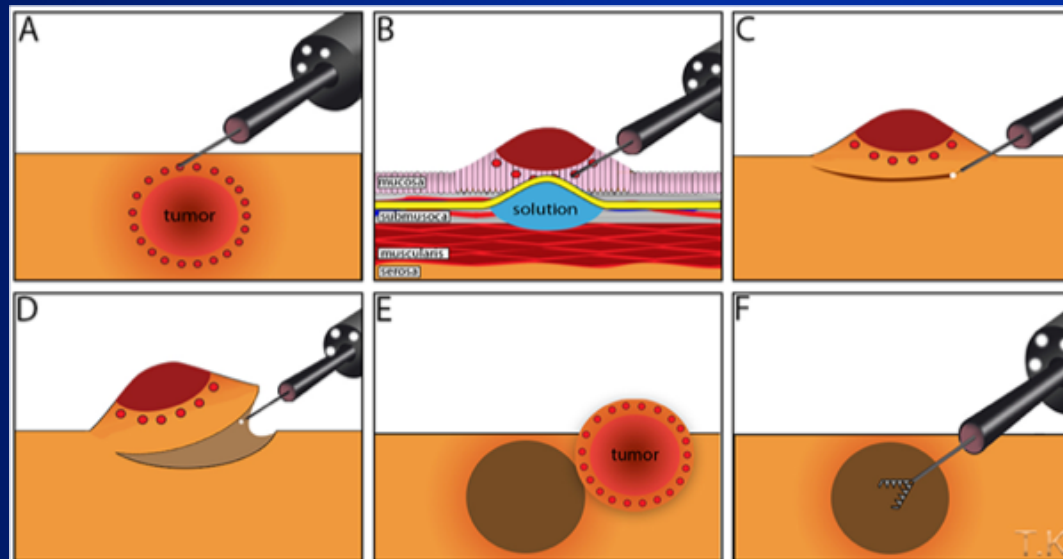 A
tumor
B
mucosa
solution
submusoca
muscularis
serosa
C
D
E
tumor
F
T.K